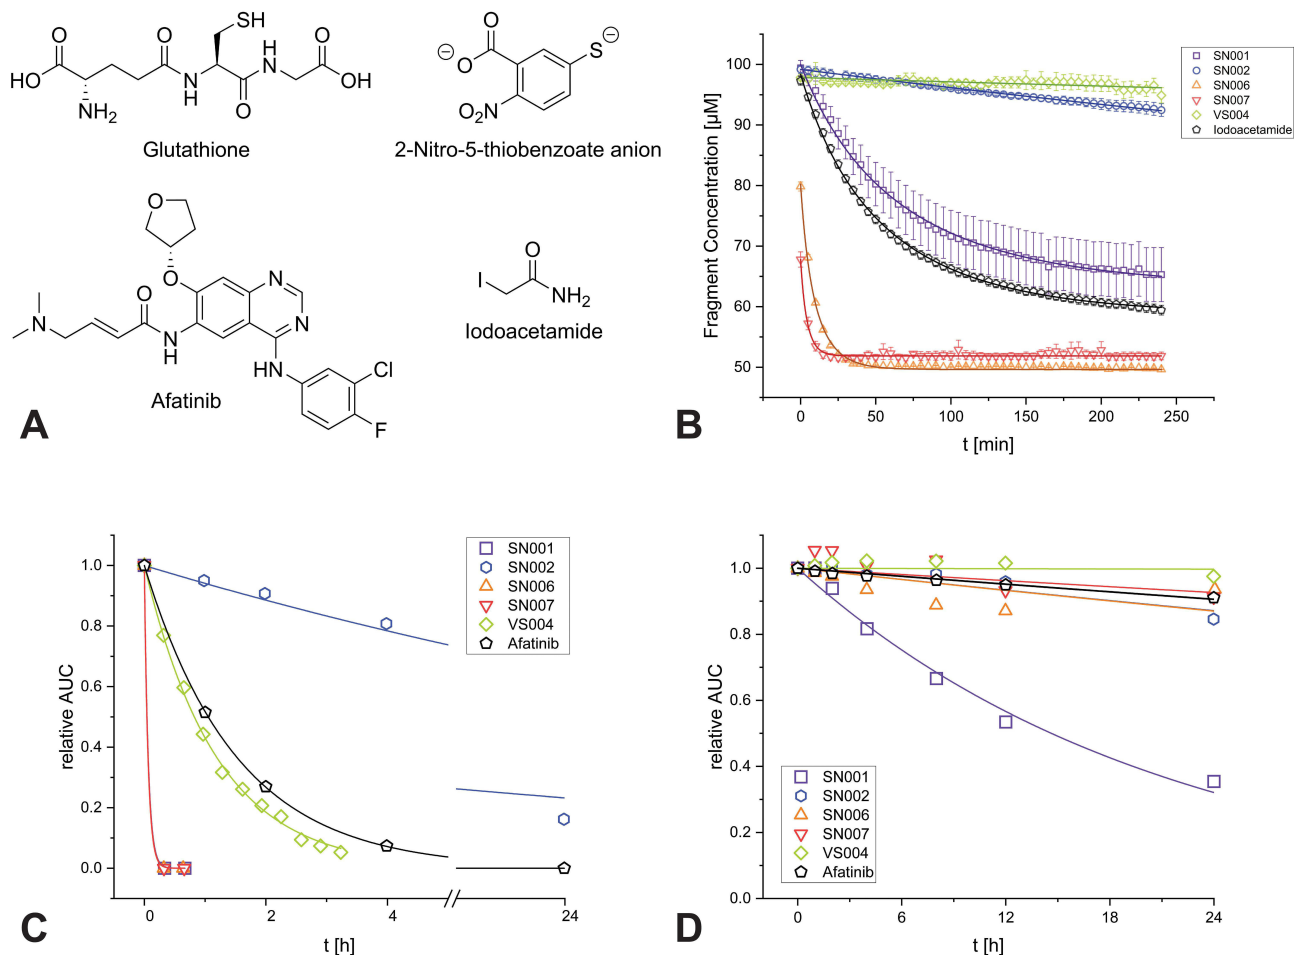 A
SH
O
O
HO
N
H
H
N
OH
O
O
NH2
Glutathione
O
⊖
O
S
⊖
O2N
2-Nitro-5-thiobenzoate anion
O
O
O
N
N
H
N
N
HN
Cl
F
Afatinib
O
I
NH2
Iodoacetamide
B
Fragment Concentration [µM]
100
90
80
70
60
50
0
50
100
150
200
250
t [min]
SN001
SN002
SN006
SN007
VS004
Iodoacetamide
C
relative AUC
1.0
0.8
0.6
0.4
0.2
0.0
0
2
4
24
t [h]
SN001
SN002
SN006
SN007
VS004
Afatinib
D
relative AUC
1.0
0.8
0.6
0.4
0.2
0.0
0
6
12
18
24
t [h]
SN001
SN002
SN006
SN007
VS004
Afatinib